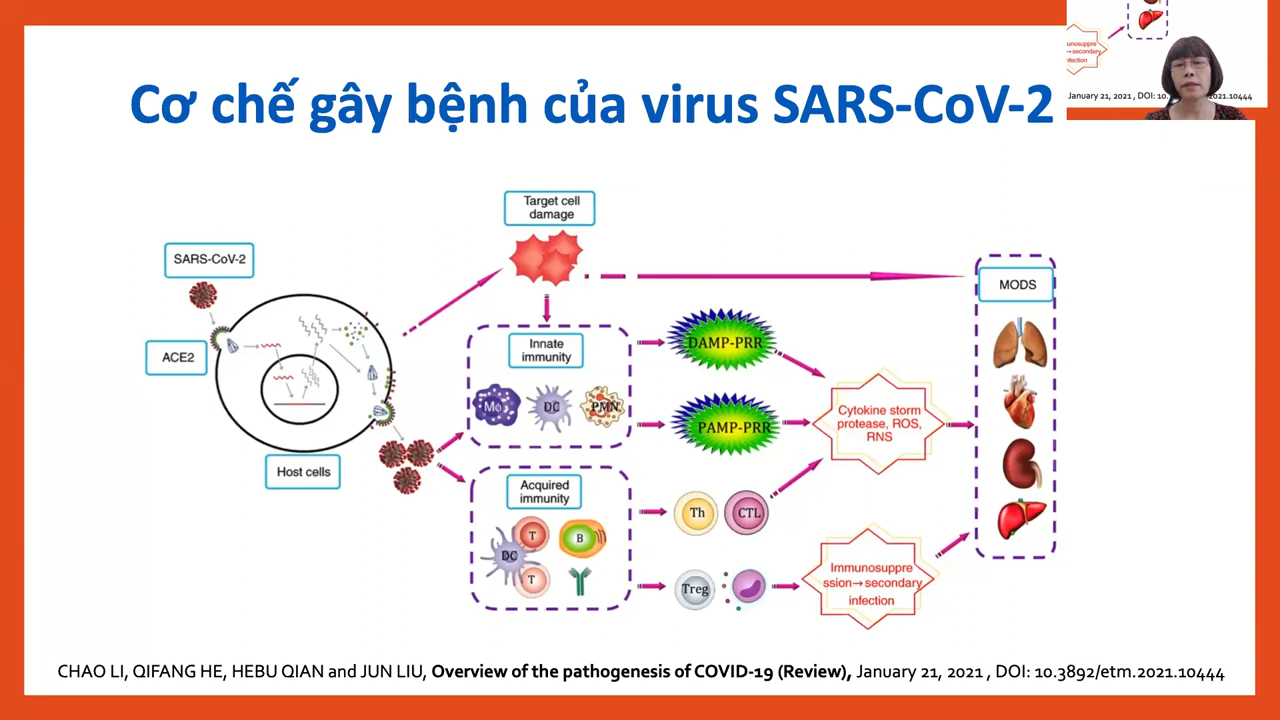 Cơ chế gây bệnh của virus SARS-CoV-2
unosuppre
→secondary
nfection
January 21, 2021 , DOI: 10.
2021.10444
Target cell
damage
SARS-CoV-2
ACE2
Host cells
Innate
immunity
Mo
DC
PMN
Acquired
immunity
DC
T
T
B
DAMP-PRR
PAMP-PRR
Th
CTL
Treg
Cytokine storm
protease, ROS,
RNS
Immunosuppre
ssion→secondary
infection
MODS
CHAO LI, QIFANG HE, HEBU QIAN and JUN LIU, Overview of the pathogenesis of COVID-19 (Review), January 21, 2021 , DOI: 10.3892/etm.2021.10444